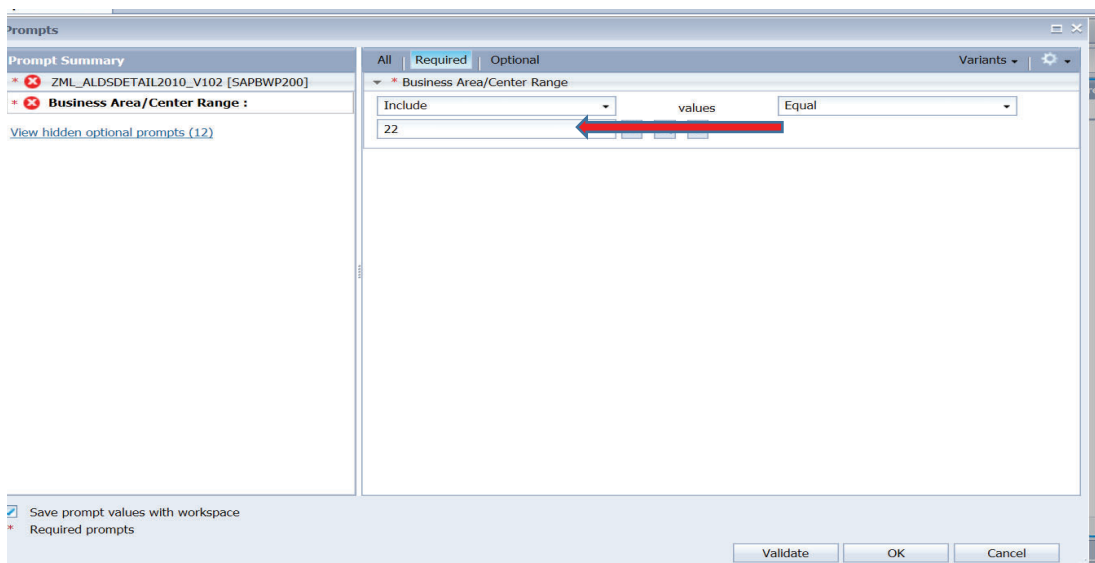 Prompts
Prompt Summary
* ZML_ALDSDETAIL2010_V102 [SAPBWP200]
* Business Area/Center Range :
View hidden optional prompts (12)
All | Required | Optional
Variants
* Business Area/Center Range
Include values Equal
22
Save prompt values with workspace
* Required prompts
Validate OK Cancel